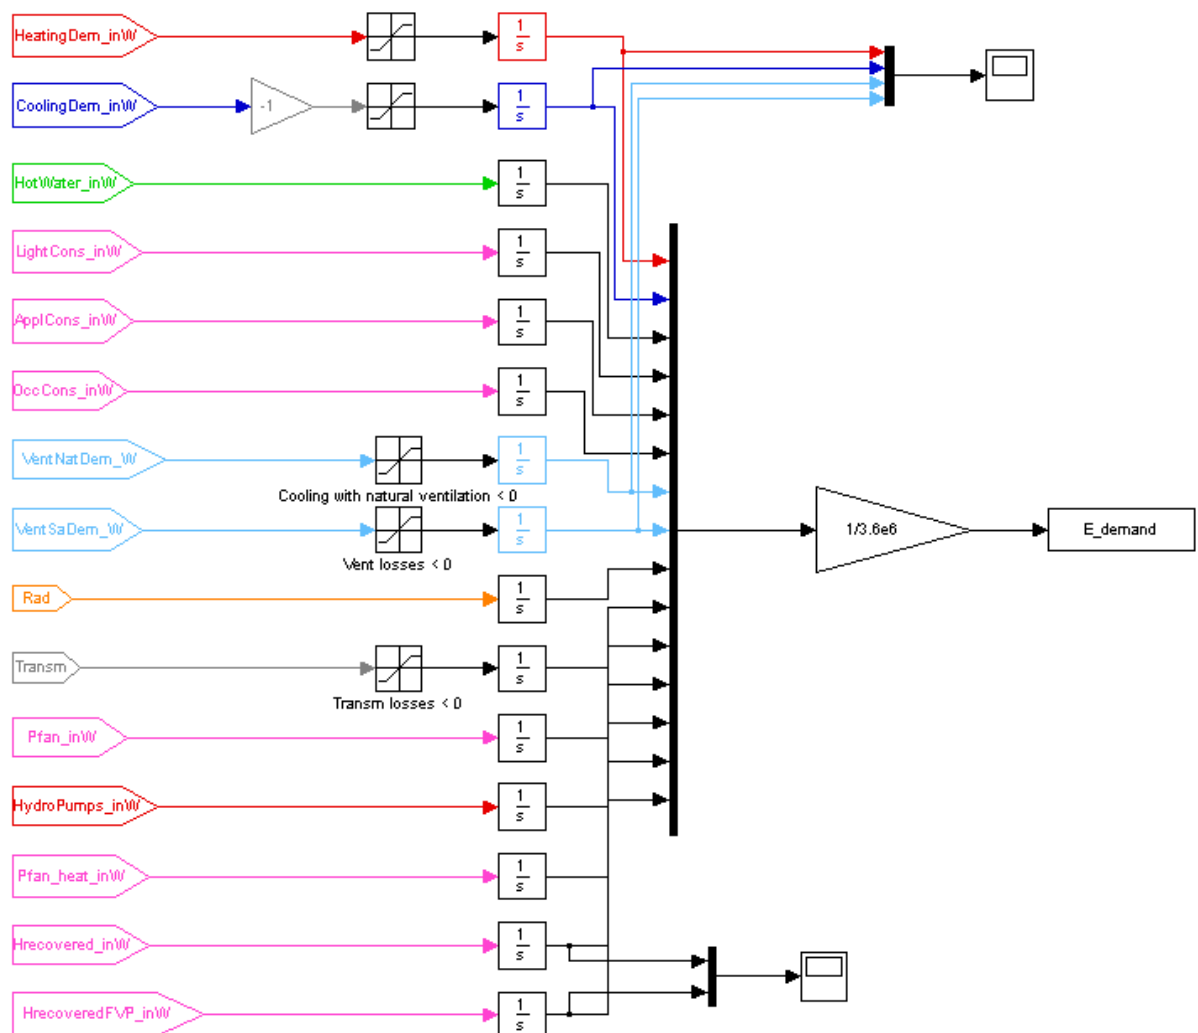 HeatingDem_inW
1
s
CoolingDem_inW
-1
1
s
HotWater_inW
1
s
LightCons_inW
1
s
ApplCons_inW
1
s
OccCons_inW
1
s
VentNatDem_W
1
s
Cooling with natural ventilation < 0
VentSaDem_W
1
s
1/3.6e6
E_demand
Vent losses < 0
Rad
1
s
Transm
1
s
Transm losses < 0
Pfan_inW
1
s
HydroPumps_inW
1
s
Pfan_heat_inW
1
s
Hrecovered_inW
1
s
HrecoveredFVP_inW
1
s